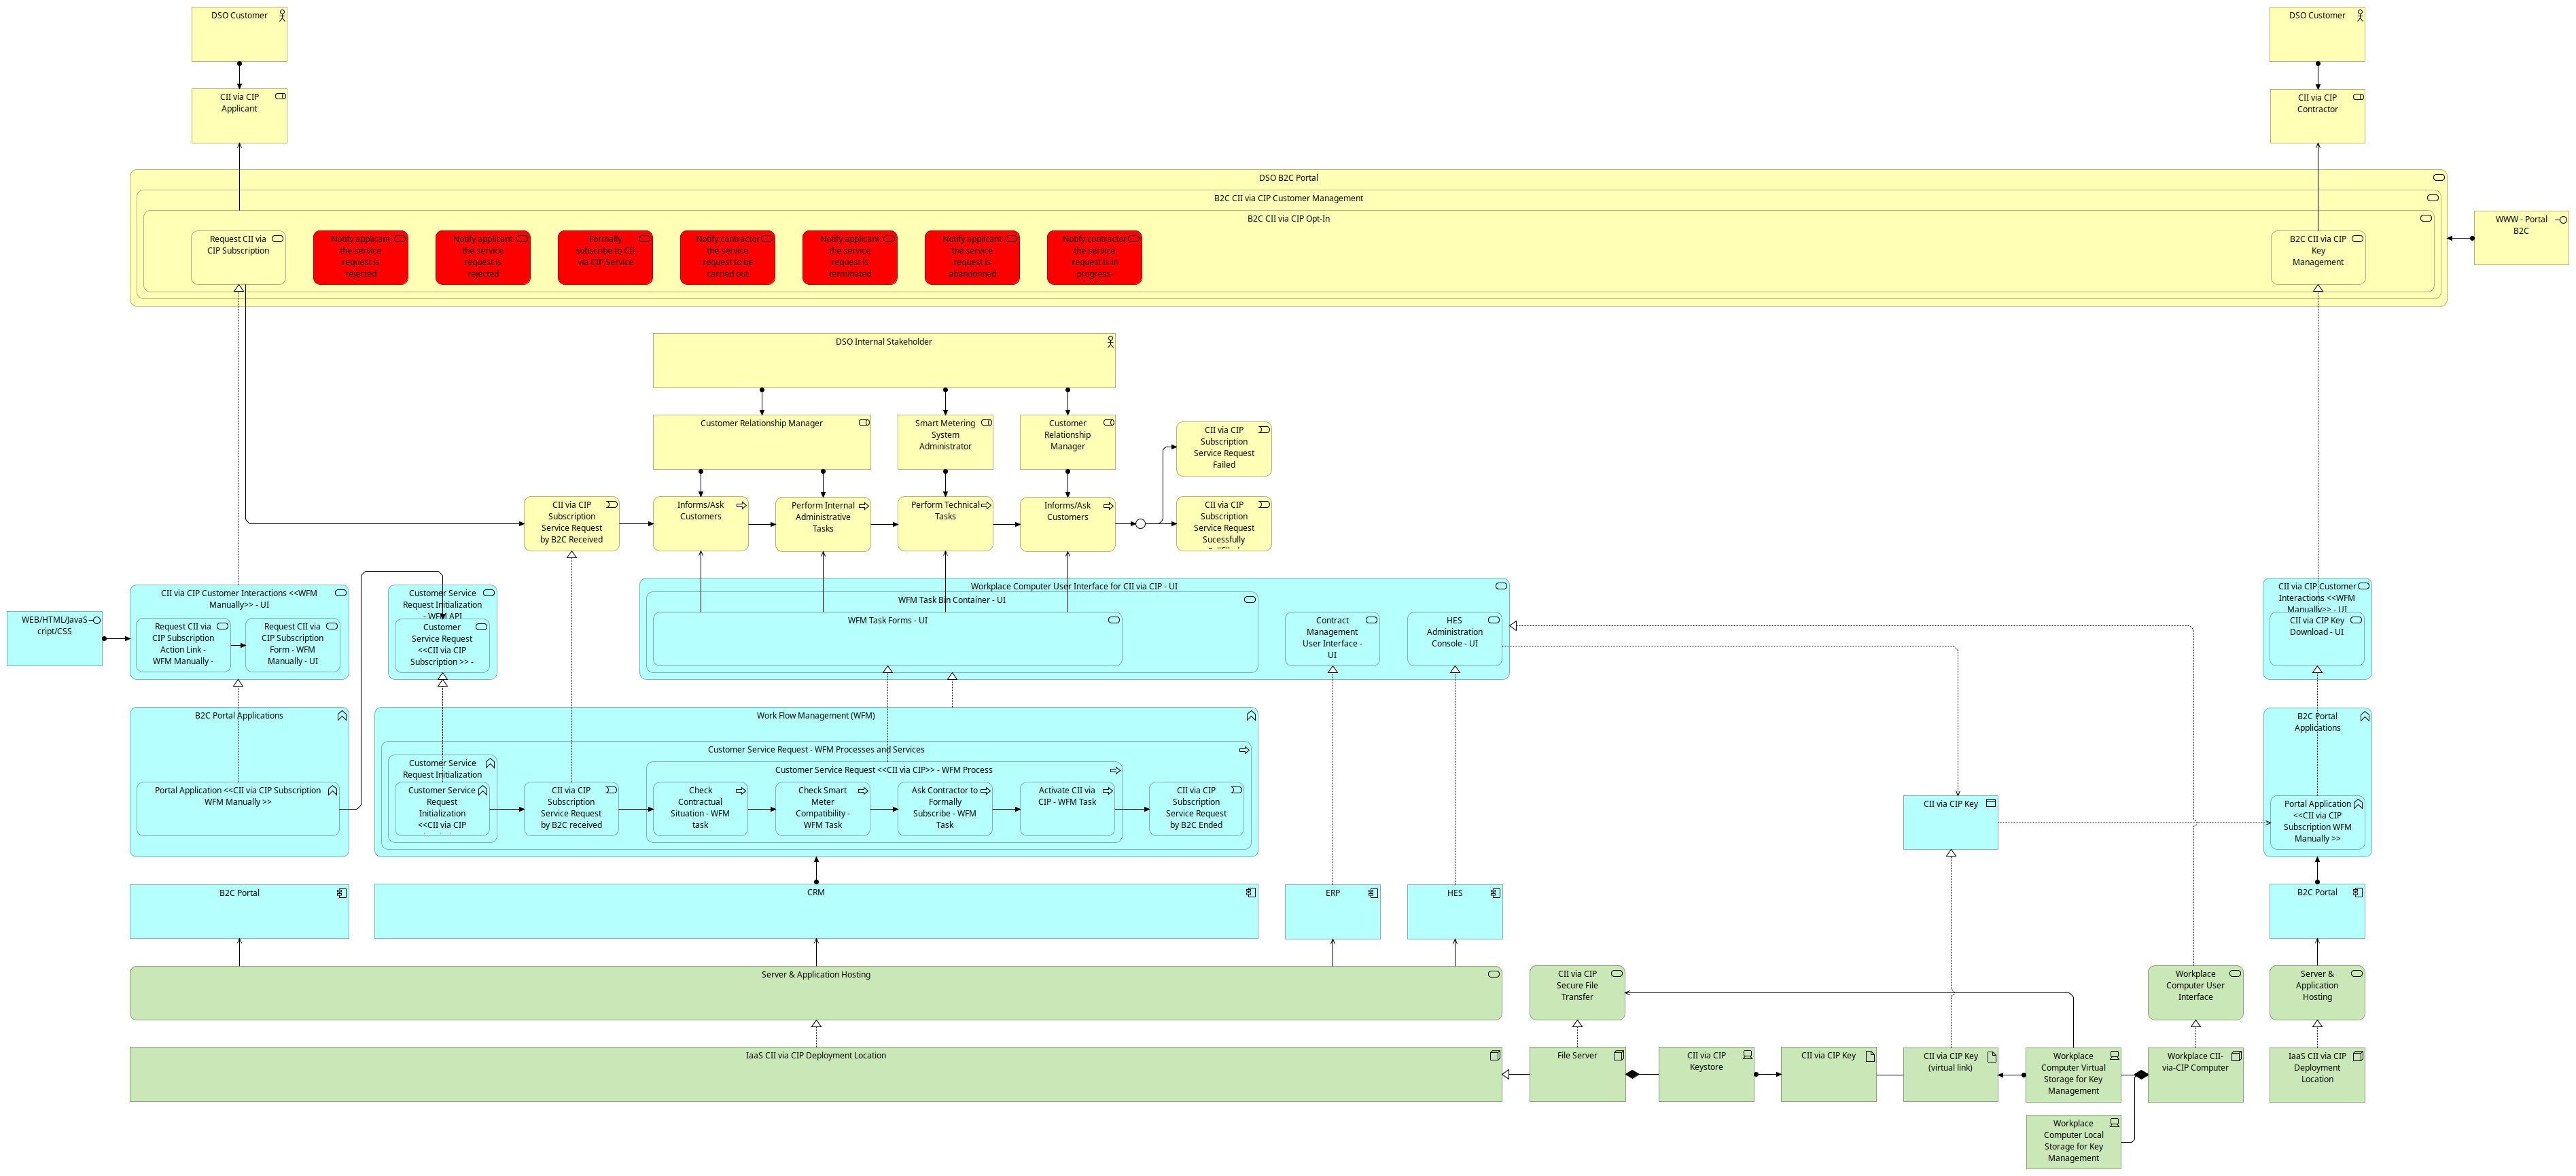 DSO Customer
DSO Customer
CII via CIP
Applicant
CII via CIP
Contractor
DSO B2C Portal
B2C CII via CIP Customer Management
B2C CII via CIP Opt-In
Request CII via
CIP Subscription
Notify applicant
the service
request is
rejected
Notify applicant
the service
request is
rejected
Formally
subscribe to CII
via CIP Service
Notify contractor
the service
request to be
carried out
Notify applicant
the service
request is
terminated
Notify applicant
the service
request is
abandonned
Notify contractor
the service
request is in
progress-
B2C CII via CIP
Key
Management
WWW - Portal
B2C
DSO Internal Stakeholder
Customer Relationship Manager
Smart Metering
System
Administrator
Customer
Relationship
Manager
CII via CIP
Subscription
Service Request
Failed
CII via CIP
Subscription
Service Request
by B2C Received
Informs/Ask
Customers
Perform Internal
Administrative
Tasks
Perform Technical
Tasks
Informs/Ask
Customers
CII via CIP
Subscription
Service Request
Sucessfully
WEB/HTML/JavaS
cript/CSS
CII via CIP Customer Interactions <<WFM
Manually>> - UI
Request CII via
CIP Subscription
Action Link -
WFM Manually -
Request CII via
CIP Subscription
Form - WFM
Manually - UI
Customer Service
Request Initialization
- WFM API
Customer
Service Request
<<CII via CIP
Subscription >> -
Workplace Computer User Interface for CII via CIP - UI
WFM Task Bin Container - UI
WFM Task Forms - UI
Contract
Management
User Interface -
UI
HES
Administration
Console - UI
CII via CIP Customer
Interactions <<WFM
Manually>> - UI
CII via CIP Key
Download - UI
B2C Portal Applications
Portal Application <<CII via CIP Subscription
WFM Manually >>
Work Flow Management (WFM)
Customer Service Request - WFM Processes and Services
Customer Service
Request Initialization
Customer Service
Request
Initialization
<<CII via CIP
CII via CIP
Subscription
Service Request
by B2C received
Customer Service Request <<CII via CIP>> - WFM Process
Check
Contractual
Situation - WFM
task
Check Smart
Meter
Compatibility -
WFM Task
Ask Contractor to
Formally
Subscribe - WFM
Task
Activate CII via
CIP - WFM Task
CII via CIP
Subscription
Service Request
by B2C Ended
CII via CIP Key
B2C Portal
Applications
Portal Application
<<CII via CIP
Subscription WFM
Manually >>
B2C Portal
CRM
ERP
HES
B2C Portal
Server & Application Hosting
CII via CIP
Secure File
Transfer
Workplace
Computer User
Interface
Server &
Application
Hosting
IaaS CII via CIP Deployment Location
File Server
CII via CIP
Keystore
CII via CIP Key
CII via CIP Key
(virtual link)
Workplace
Computer Virtual
Storage for Key
Management
Workplace CII-
via-CIP Computer
IaaS CII via CIP
Deployment
Location
Workplace
Computer Local
Storage for Key
Management